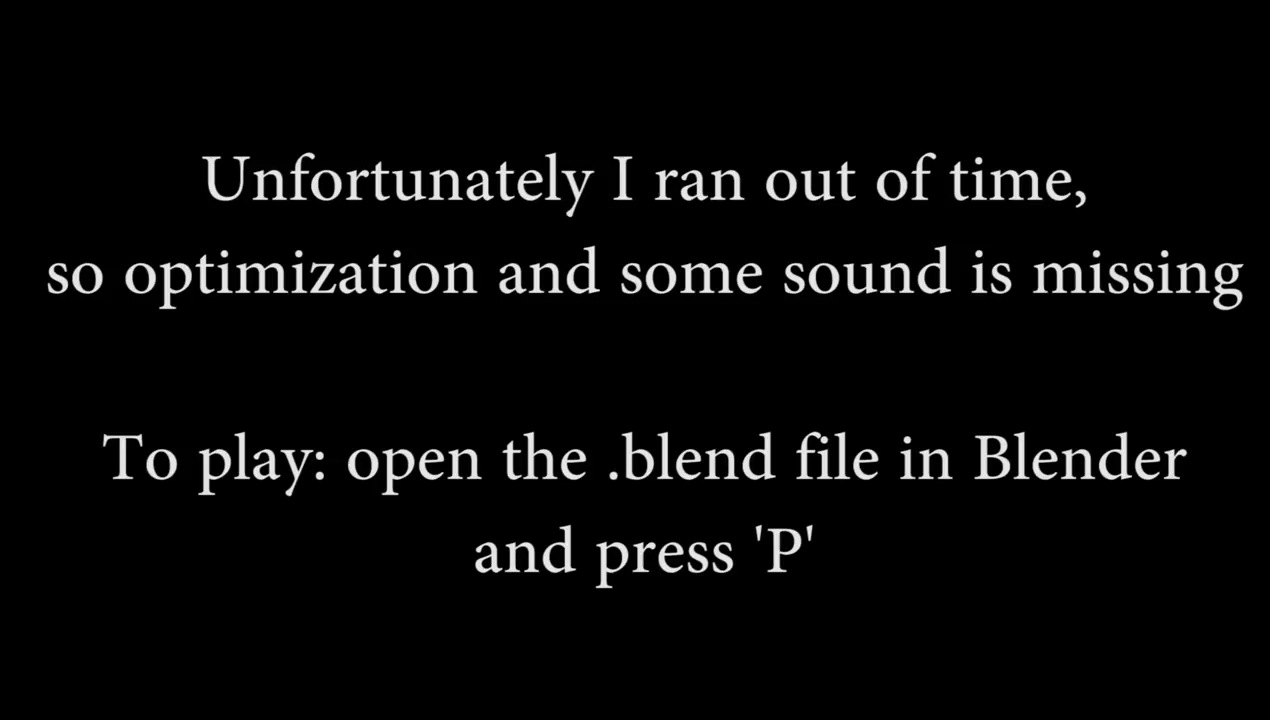 Unfortunately I ran out of time,
so optimization and some sound is missing
To play: open the .blend file in Blender
and press 'P'